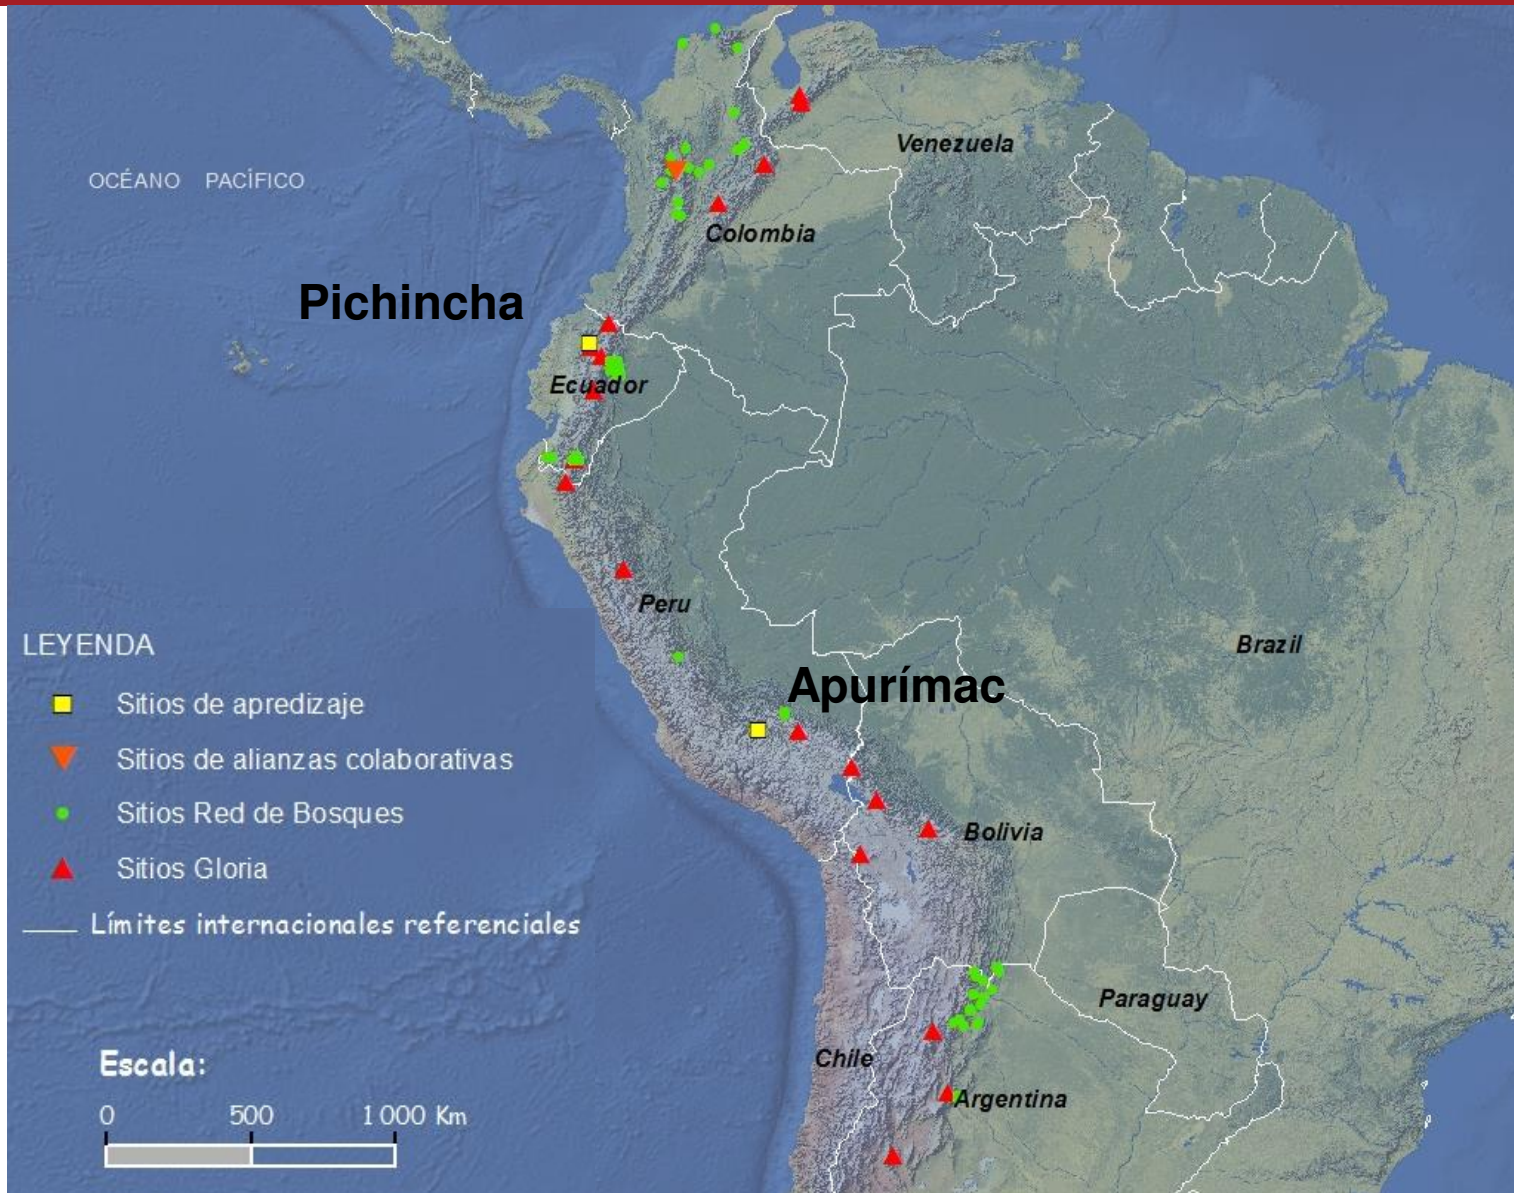 Venezuela
OCÉANO PACÍFICO
Colombia
Pichincha
Ecuador
Peru
Brazil
Apurímac
LEYENDA
Sitios de apredizaje
Sitios de alianzas colaborativas
Sitios Red de Bosques
Sitios Gloria
Límites internacionales referenciales
Bolivia
Paraguay
Chile
Argentina
Escala:
0 500 1 000 Km